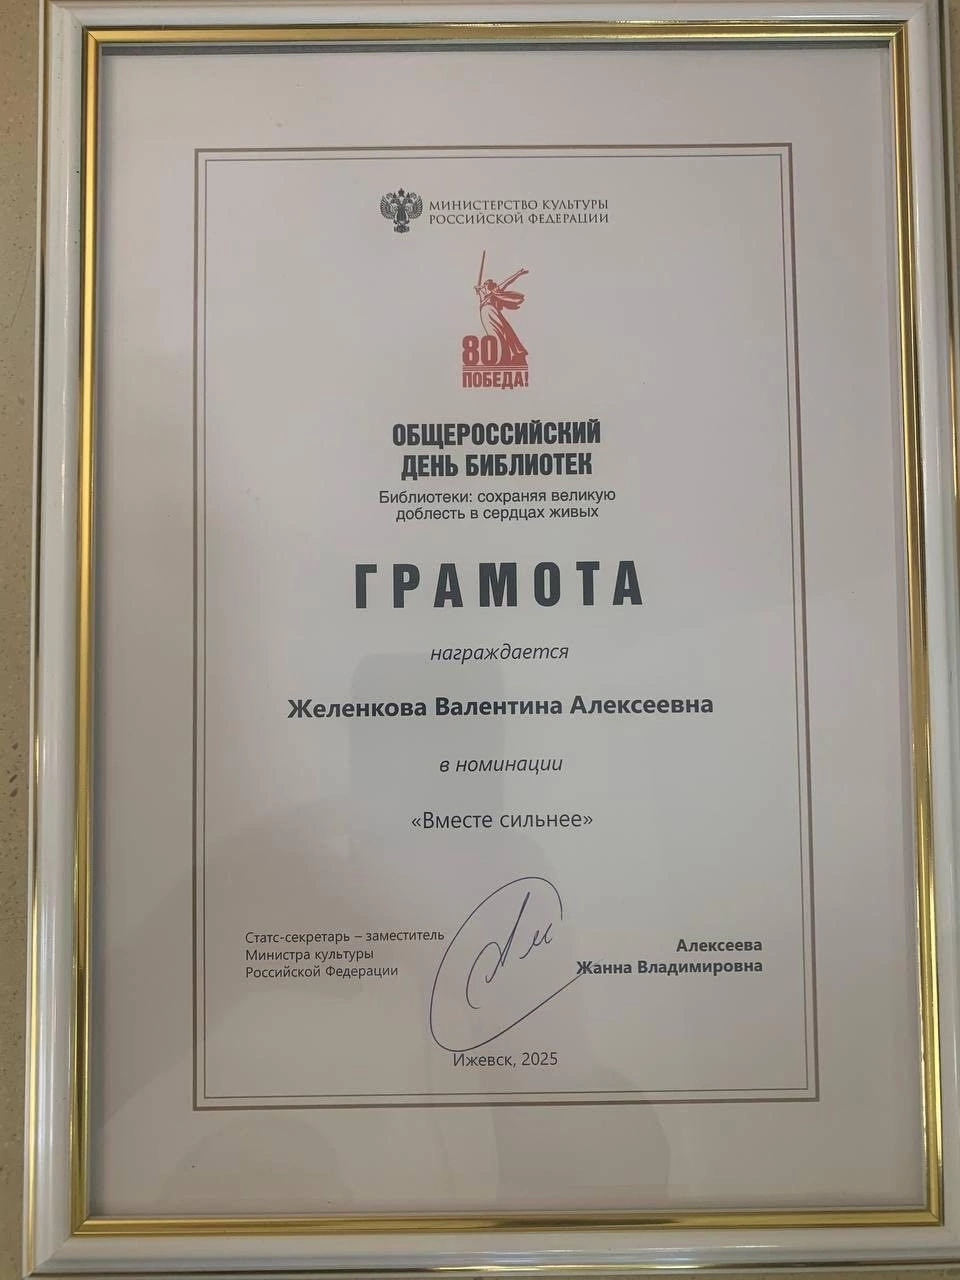 МИНИСТЕРСТВО КУЛЬТУРЫ
РОССИЙСКОЙ ФЕДЕРАЦИИ
80
ПОБЕДА!
ОБЩЕРОССИЙСКИЙ
ДЕНЬ БИБЛИОТЕК
Библиотеки: сохраняя великую
доблесть в сердцах живых
ГРАМОТА
награждается
Желенкова Валентина Алексеевна
в номинации
«Вместе сильнее»
Статс-секретарь – заместитель
Министра культуры
Российской Федерации
Алексеева
Жанна Владимировна
Ижевск, 2025